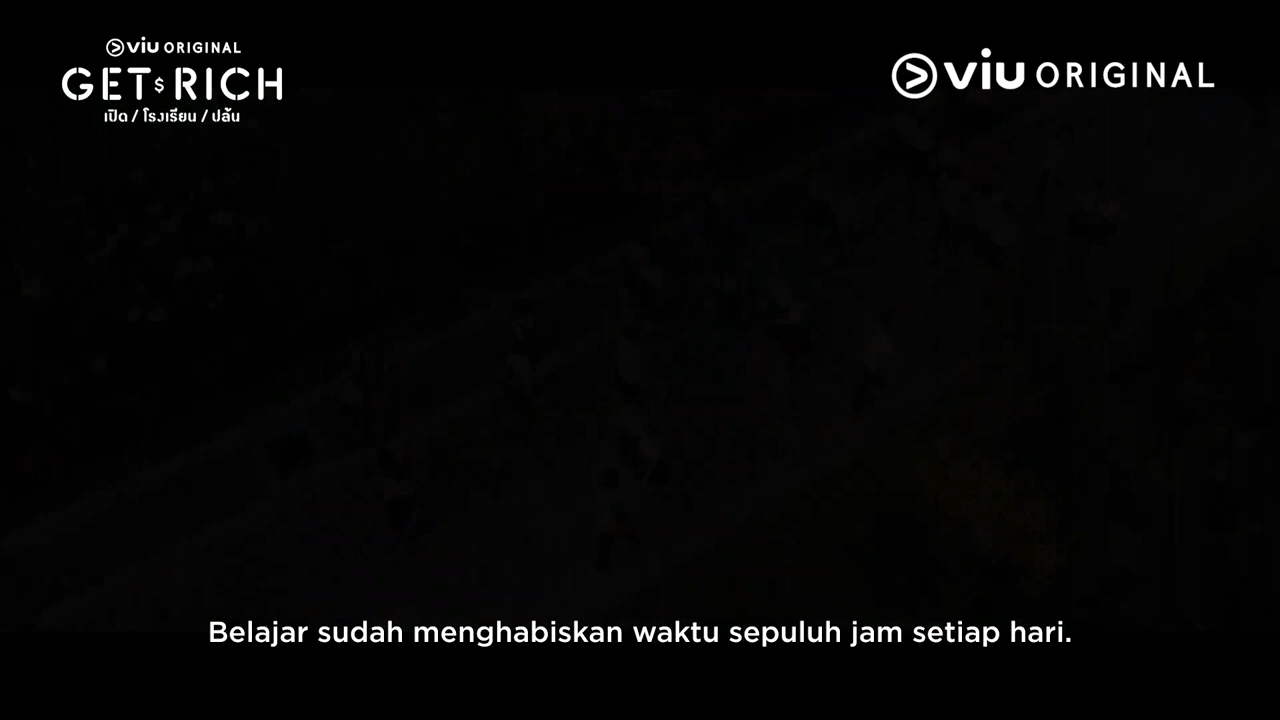 VIU ORIGINAL
GET $ RICH
เปิด / โรงเรียน / ปล้น
VIU ORIGINAL
Belajar sudah menghabiskan waktu sepuluh jam setiap hari.